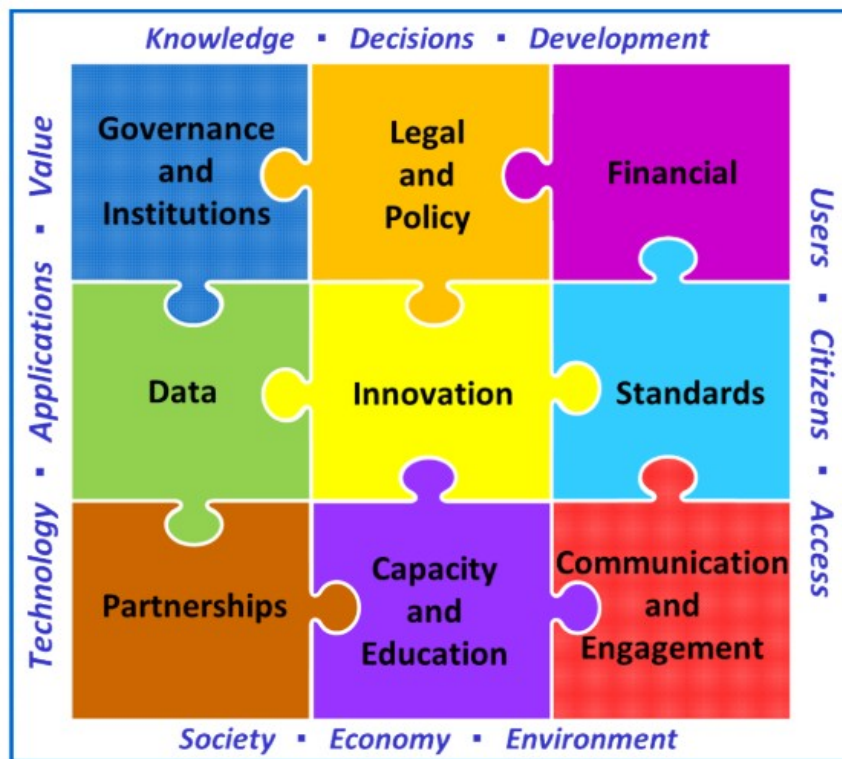 Knowledge ▪ Decisions ▪ Development
Governance
and
Institutions
Legal
and
Policy
Financial
Data
Innovation
Standards
Partnerships
Capacity
and
Education
Communication
and
Engagement
Technology ▪ Applications ▪ Value
Users ▪ Citizens ▪ Access
Society ▪ Economy ▪ Environment